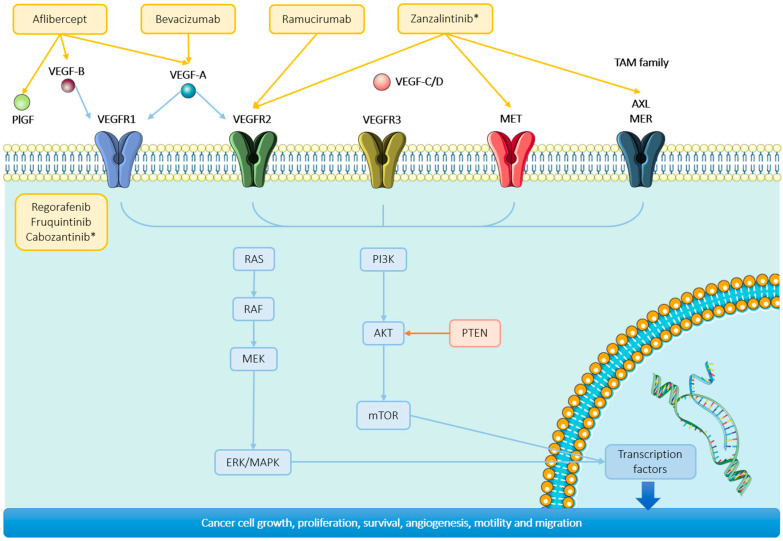 Aflibercept
Bevacizumab
Ramucirumab
Zanzalintinib*
TAM family
VEGF-B
VEGF-A
VEGF-C/D
AXL
PlGF
VEGFR1
VEGFR2
VEGFR3
MET
MER
Regorafenib
Fruquintinib
Cabozantinib*
RAS
PI3K
RAF
AKT
PTEN
MEK
mTOR
ERK/MAPK
Transcription
factors
Cancer cell growth, proliferation, survival, angiogenesis, motility and migration